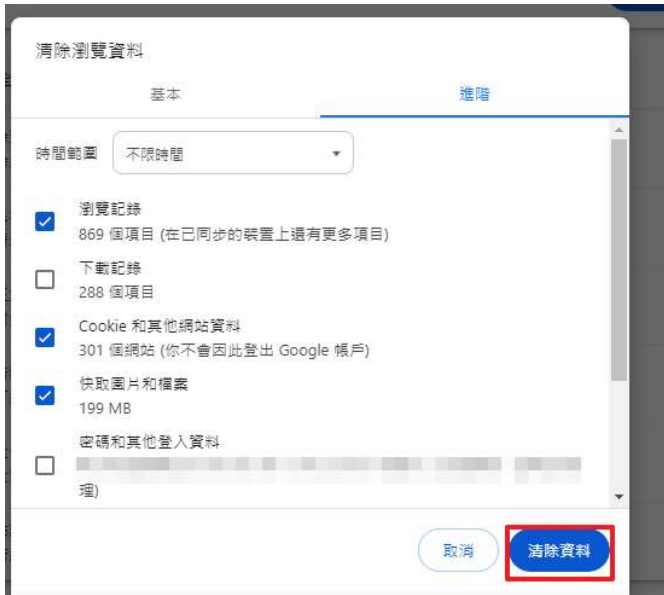 清除瀏覽資料
基本
進階
時間範圍
不限時間
瀏覽記錄
869 個項目 (在已同步的裝置上還有更多項目)
下載記錄
288 個項目
Cookie 和其他網站資料
301 個網站 (你不會因此登出 Google 帳戶)
快取圖片和檔案
199 MB
密碼和其他登入資料
理)
取消
清除資料